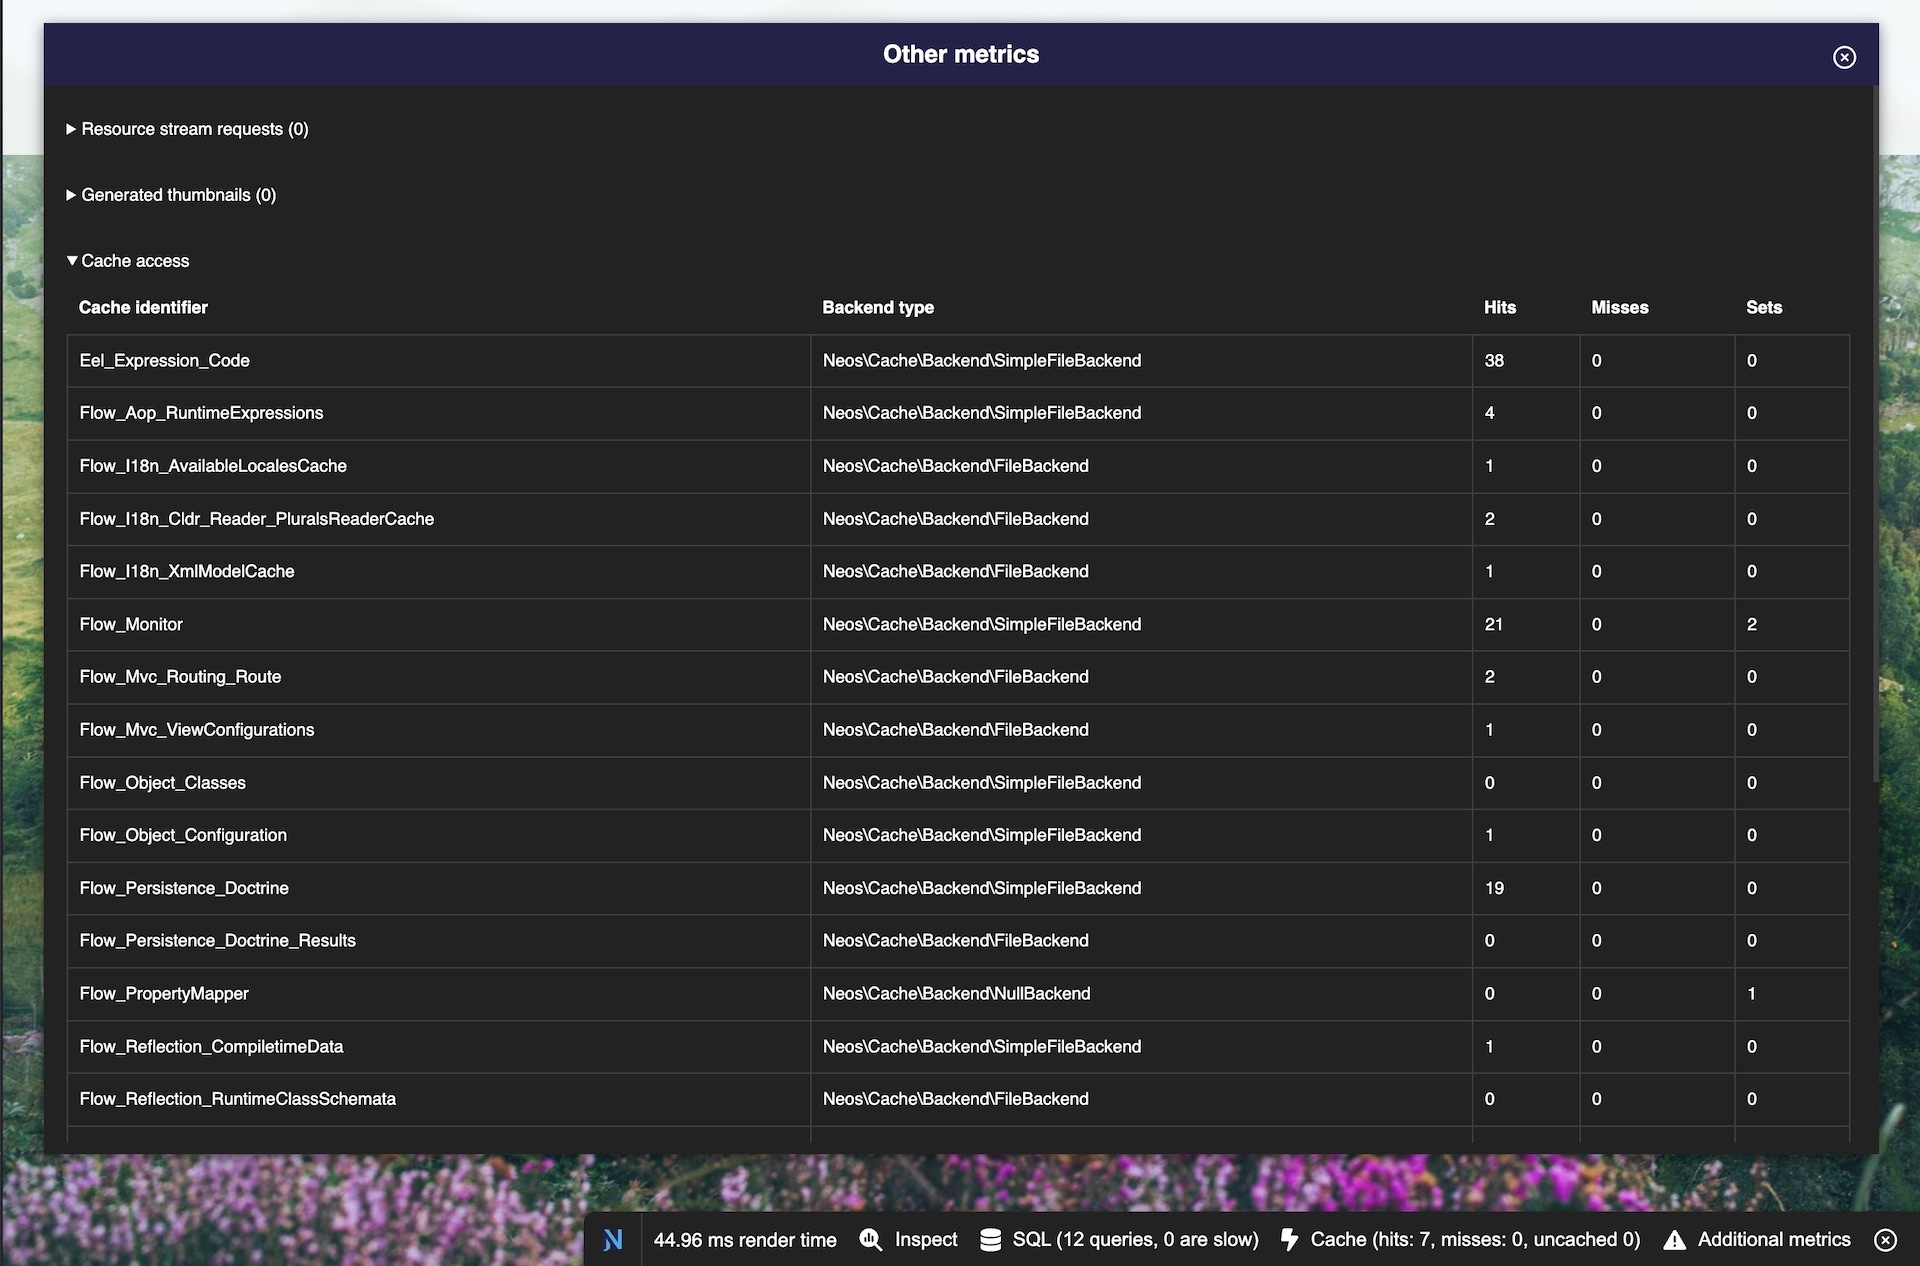 Other metrics
Resource stream requests (0)
Generated thumbnails (0)
Cache access
Cache identifier Backend type Hits Misses Sets
Eel_Expression_Code Neos\Cache\Backend\SimpleFileBackend 38 0 0
Flow_Aop_RuntimeExpressions Neos\Cache\Backend\SimpleFileBackend 4 0 0
Flow_I18n_AvailableLocalesCache Neos\Cache\Backend\FileBackend 1 0 0
Flow_I18n_Cldr_Reader_PluralsReaderCache Neos\Cache\Backend\FileBackend 2 0 0
Flow_I18n_XmlModelCache Neos\Cache\Backend\FileBackend 1 0 0
Flow_Monitor Neos\Cache\Backend\SimpleFileBackend 21 0 2
Flow_Mvc_Routing_Route Neos\Cache\Backend\FileBackend 2 0 0
Flow_Mvc_ViewConfigurations Neos\Cache\Backend\FileBackend 1 0 0
Flow_Object_Classes Neos\Cache\Backend\SimpleFileBackend 0 0 0
Flow_Object_Configuration Neos\Cache\Backend\SimpleFileBackend 1 0 0
Flow_Persistence_Doctrine Neos\Cache\Backend\SimpleFileBackend 19 0 0
Flow_Persistence_Doctrine_Results Neos\Cache\Backend\FileBackend 0 0 0
Flow_PropertyMapper Neos\Cache\Backend\NullBackend 0 0 1
Flow_Reflection_CompiletimeData Neos\Cache\Backend\SimpleFileBackend 1 0 0
Flow_Reflection_RuntimeClassSchemata Neos\Cache\Backend\FileBackend 0 0 0
44.96 ms render time Inspect SQL (12 queries, 0 are slow) Cache (hits: 7, misses: 0, uncached 0) Additional metrics